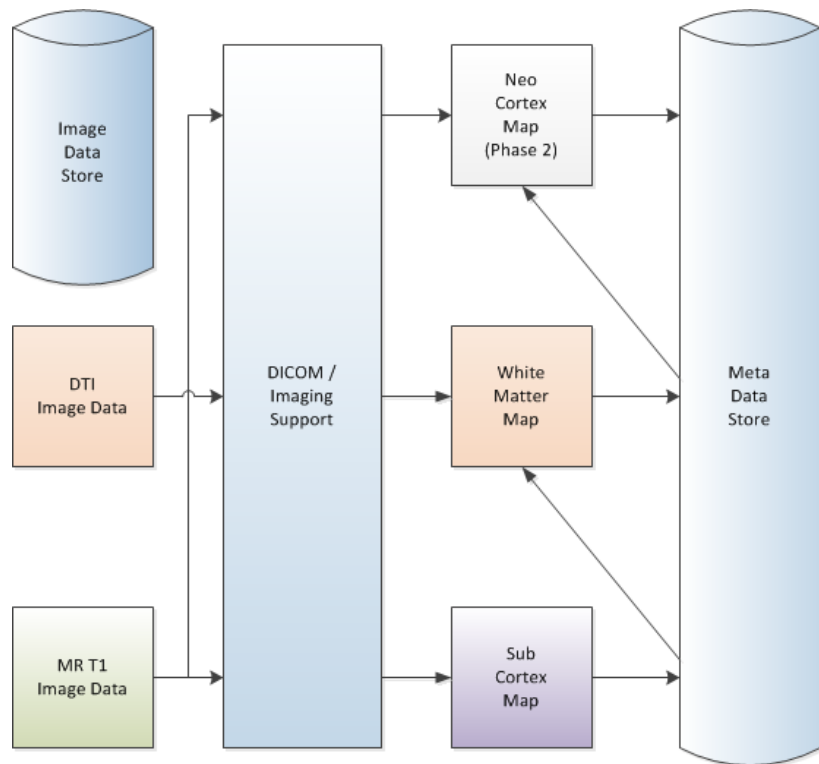 Image
Data
Store
DTI
Image Data
MR T1
Image Data
DICOM /
Imaging
Support
Neo
Cortex
Map
(Phase 2)
White
Matter
Map
Sub
Cortex
Map
Meta
Data
Store